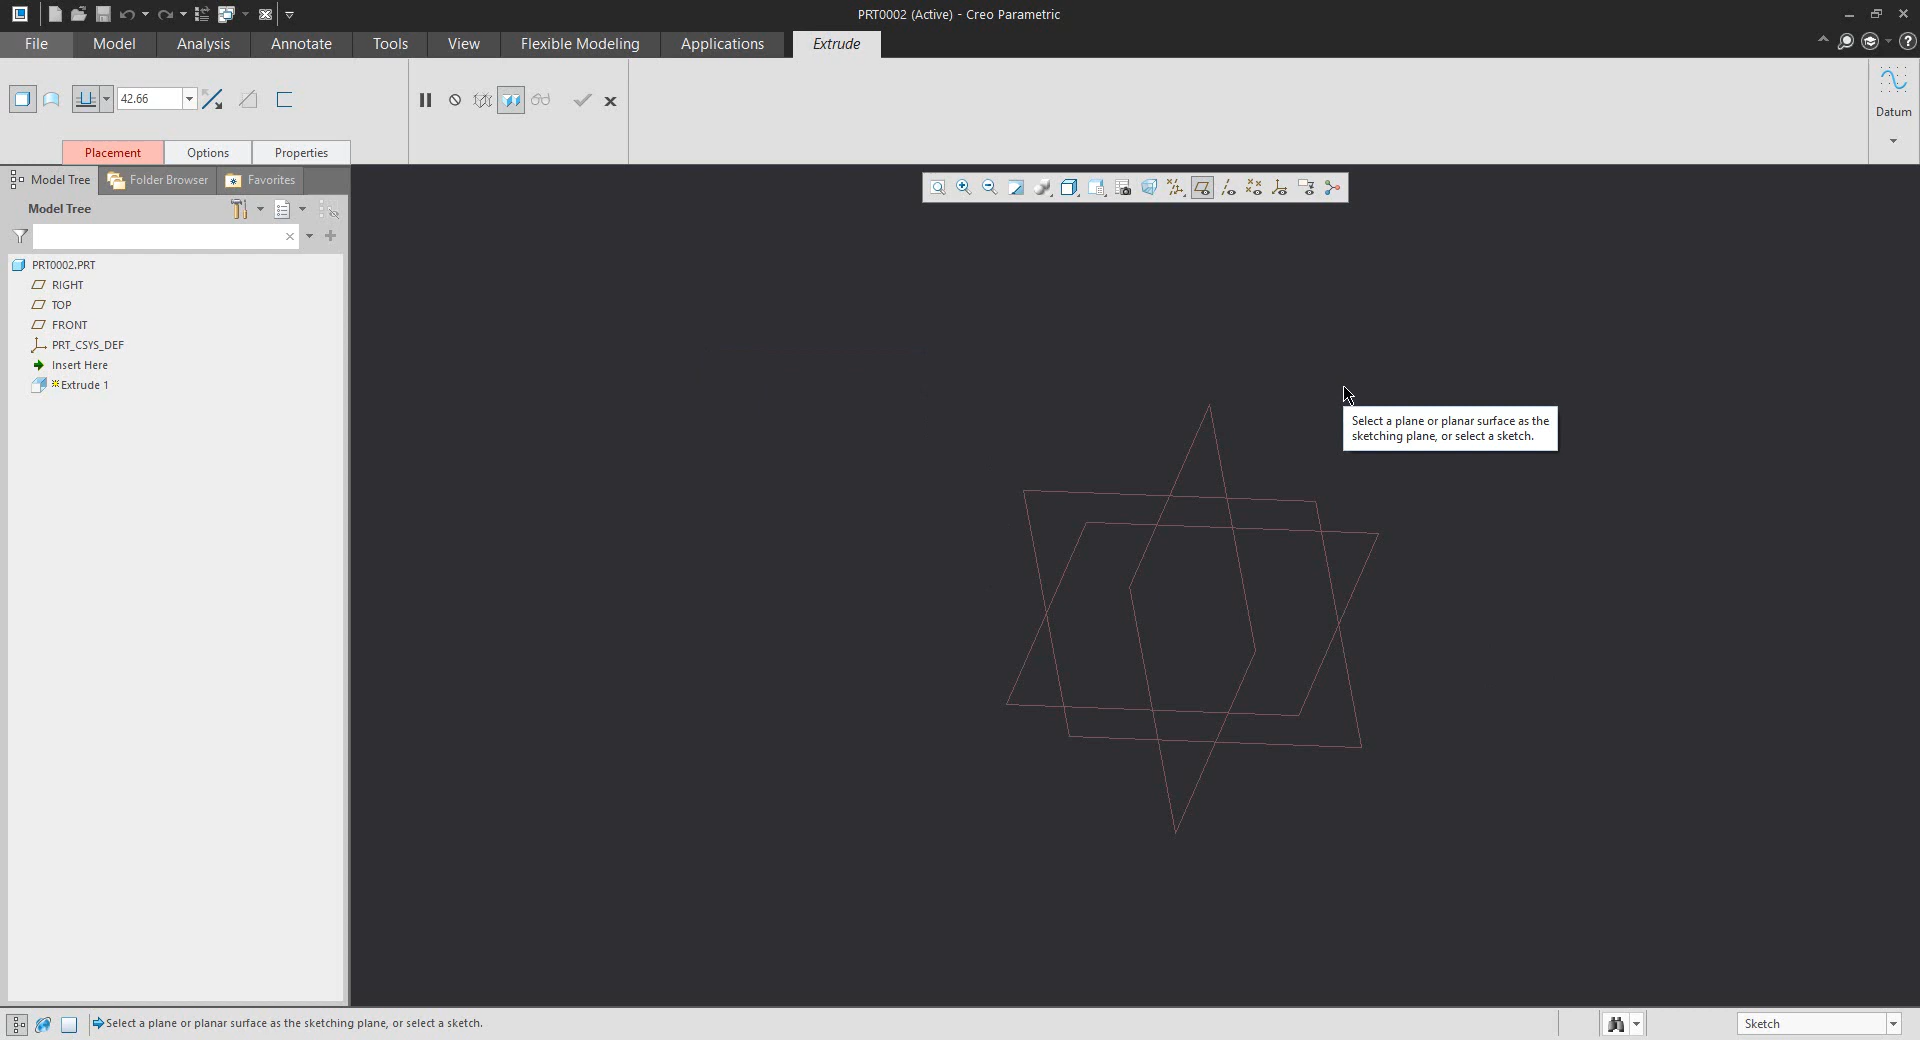 PRT0002 (Active) - Creo Parametric
File Model Analysis Annotate Tools View Flexible Modeling Applications Extrude
42.66
Datum
Placement Options Properties
Model Tree Folder Browser Favorites
Model Tree
PRT0002.PRT
RIGHT
TOP
FRONT
PRT_CSYS_DEF
Insert Here
Extrude 1
Select a plane or planar surface as the
sketching plane, or select a sketch.
Select a plane or planar surface as the sketching plane, or select a sketch.
Sketch